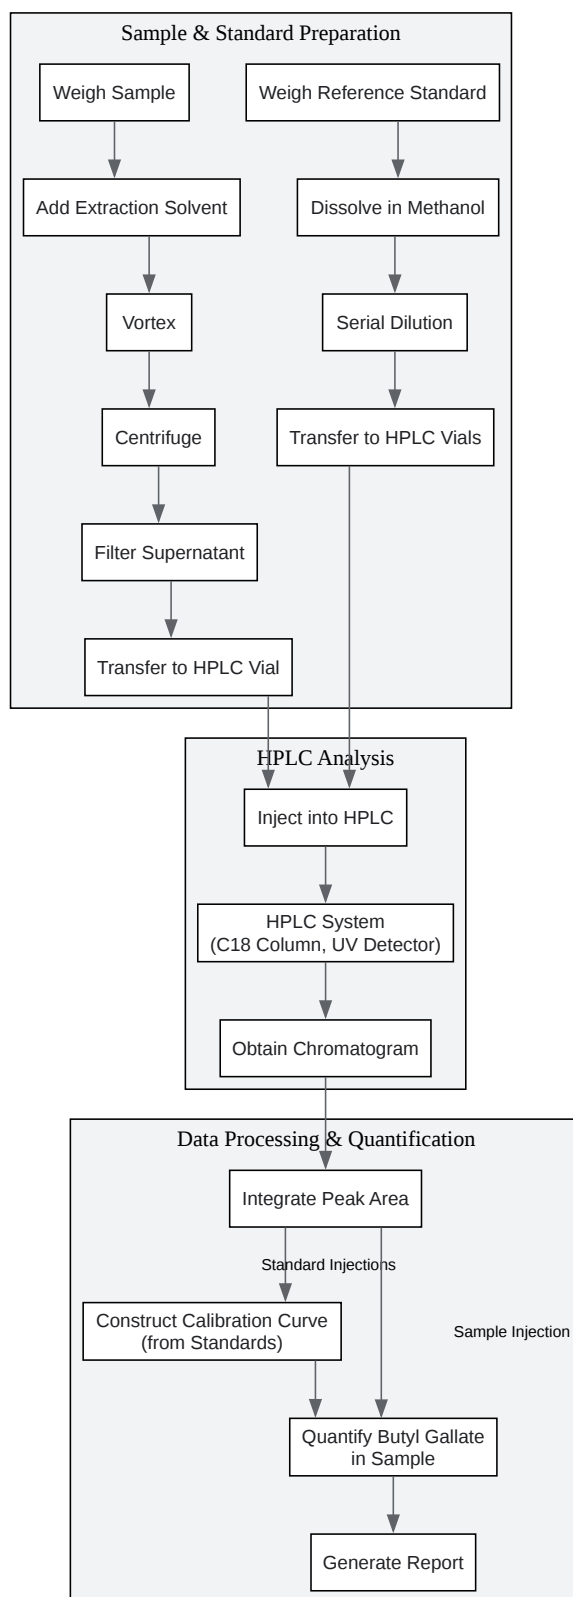 Sample & Standard Preparation
Weigh Sample
Weigh Reference Standard
Add Extraction Solvent
Dissolve in Methanol
Vortex
Serial Dilution
Centrifuge
Transfer to HPLC Vials
Filter Supernatant
Transfer to HPLC Vial
HPLC Analysis
Inject into HPLC
HPLC System
(C18 Column, UV Detector)
Obtain Chromatogram
Data Processing & Quantification
Integrate Peak Area
Standard Injections
Construct Calibration Curve
(from Standards)
Sample Injection
Quantify Butyl Gallate
in Sample
Generate Report